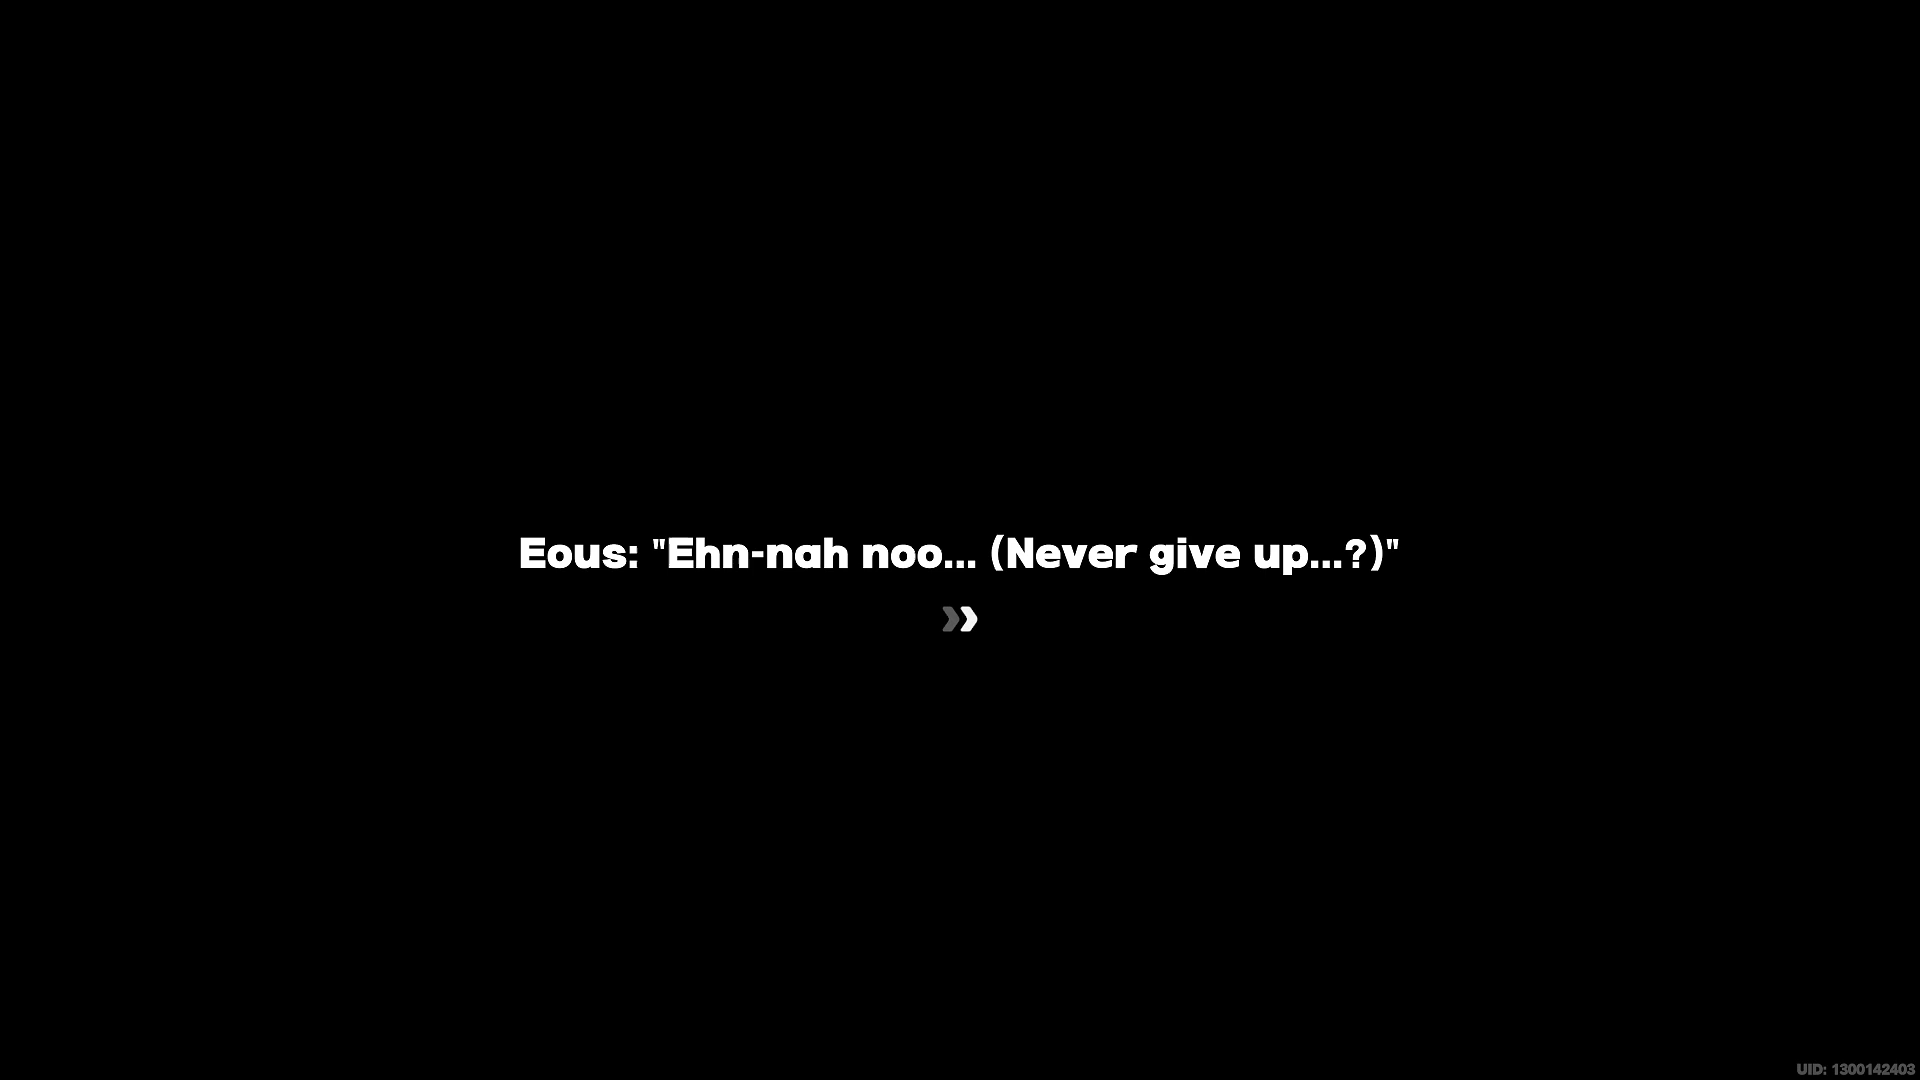 Eous: "Ehn-nah noo... (Never give up...?)"
UID: 1300142403